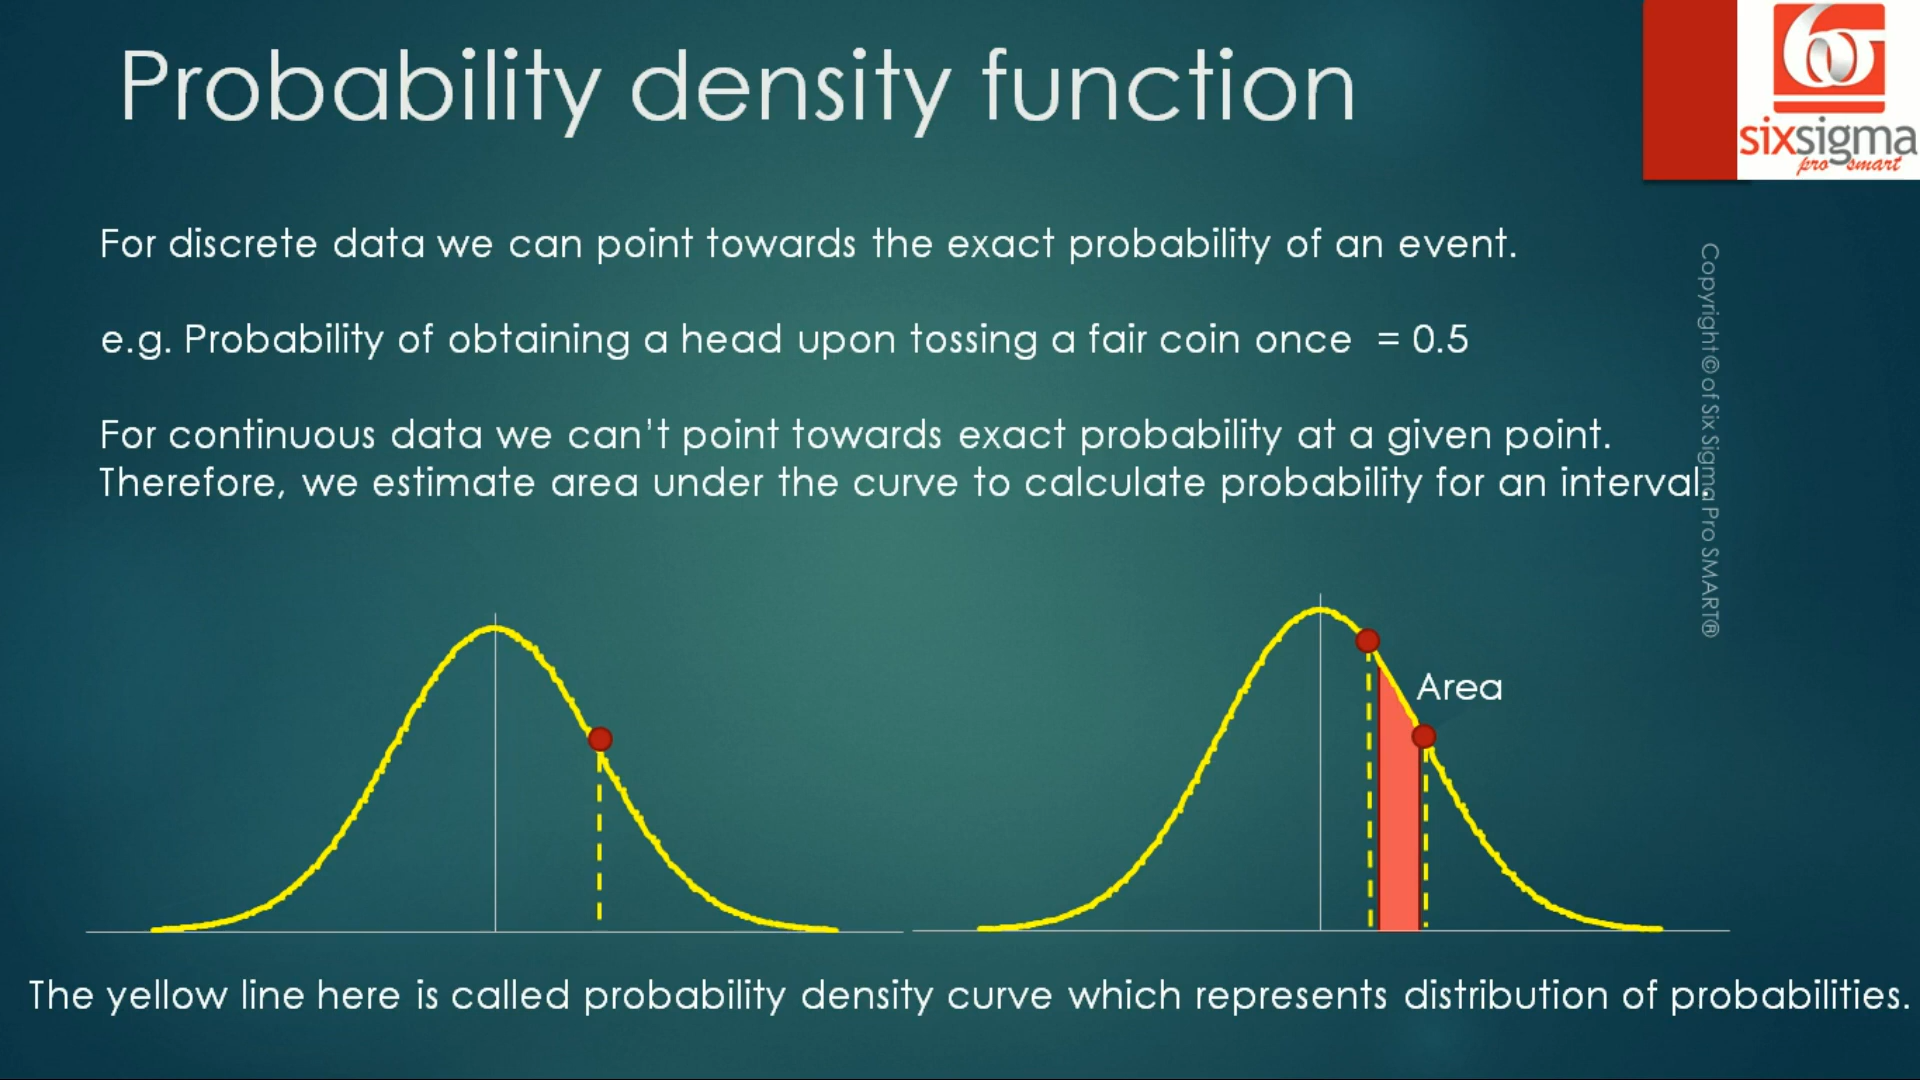 Probability density function
sixsigma
pro smart
For discrete data we can point towards the exact probability of an event.
e.g. Probability of obtaining a head upon tossing a fair coin once = 0.5
For continuous data we can't point towards exact probability at a given point.
Therefore, we estimate area under the curve to calculate probability for an interval.
Copyright © of Six Sigma Pro SMART®
Area
The yellow line here is called probability density curve which represents distribution of probabilities.